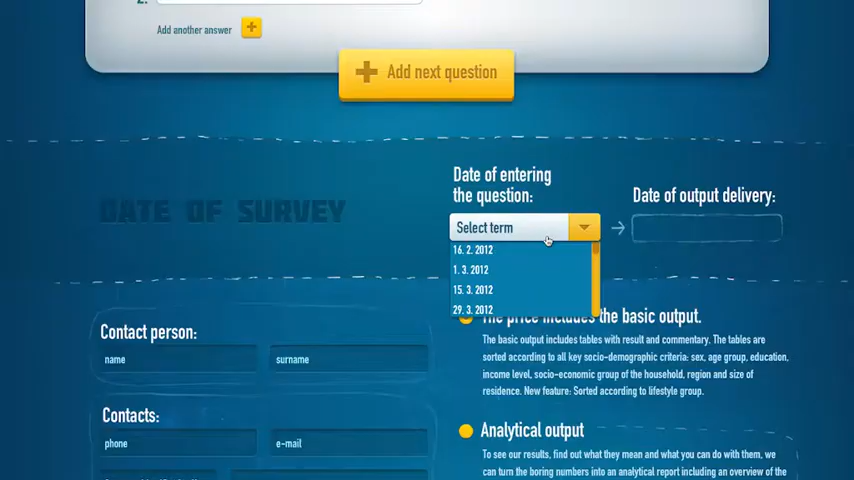 2.
Add another answer
Add next question
DATE OF SURVEY
Date of entering
the question:
Date of output delivery:
Select term
16. 2. 2012
1. 3. 2012
15. 3. 2012
29. 3. 2012
Contact person:
name
surname
Contacts:
phone
e-mail
The price includes the basic output.
The basic output includes tables with result and commentary. The tables are
sorted according to all key socio-demographic criteria: sex, age group, education,
income level, socio-economic group of the household, region and size of
residence. New feature: Sorted according to lifestyle group.
Analytical output
To see our results, find out what they mean and what you can do with them, we
can turn the boring numbers into an analytical report including an overview of the